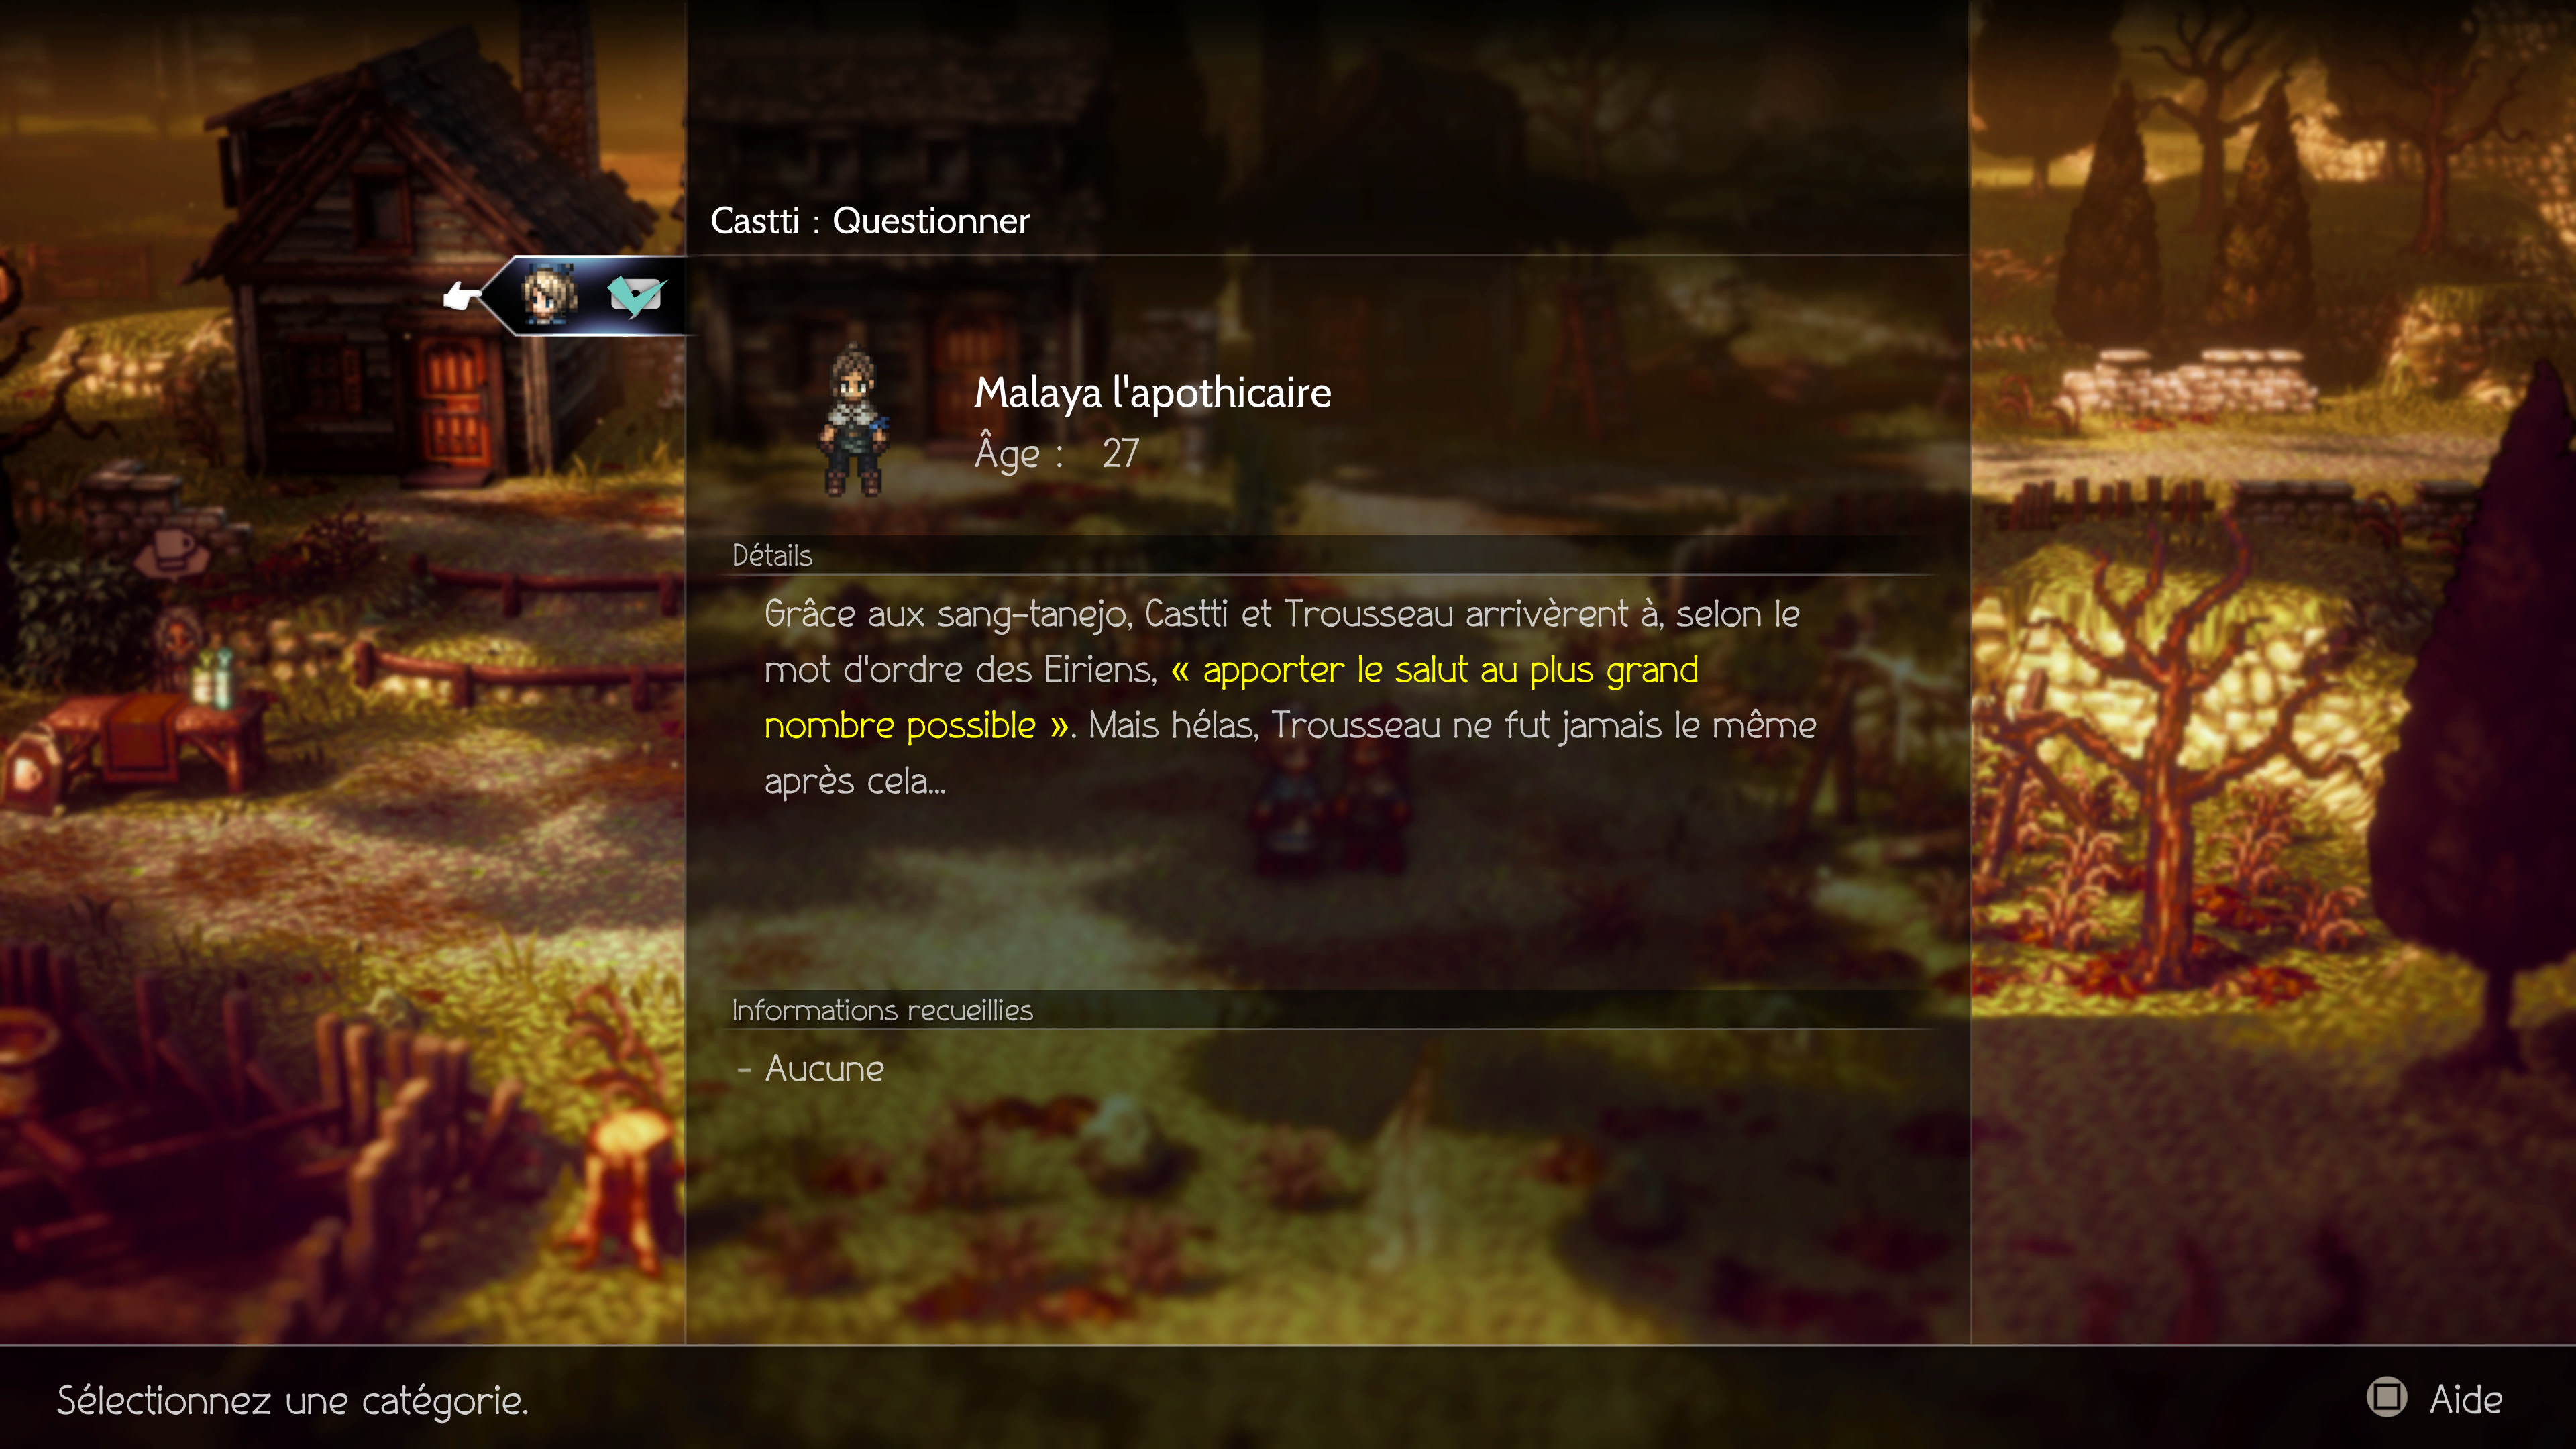 Castti : Questionner
Malaya l'apothicaire
Âge : 27
Détails
Grâce aux sang-tanejo, Castti et Trousseau arrivèrent à, selon le
mot d'ordre des Eiriens, « apporter le salut au plus grand
nombre possible ». Mais hélas, Trousseau ne fut jamais le même
après cela...
Informations recueillies
- Aucune
Sélectionnez une catégorie.
Aide